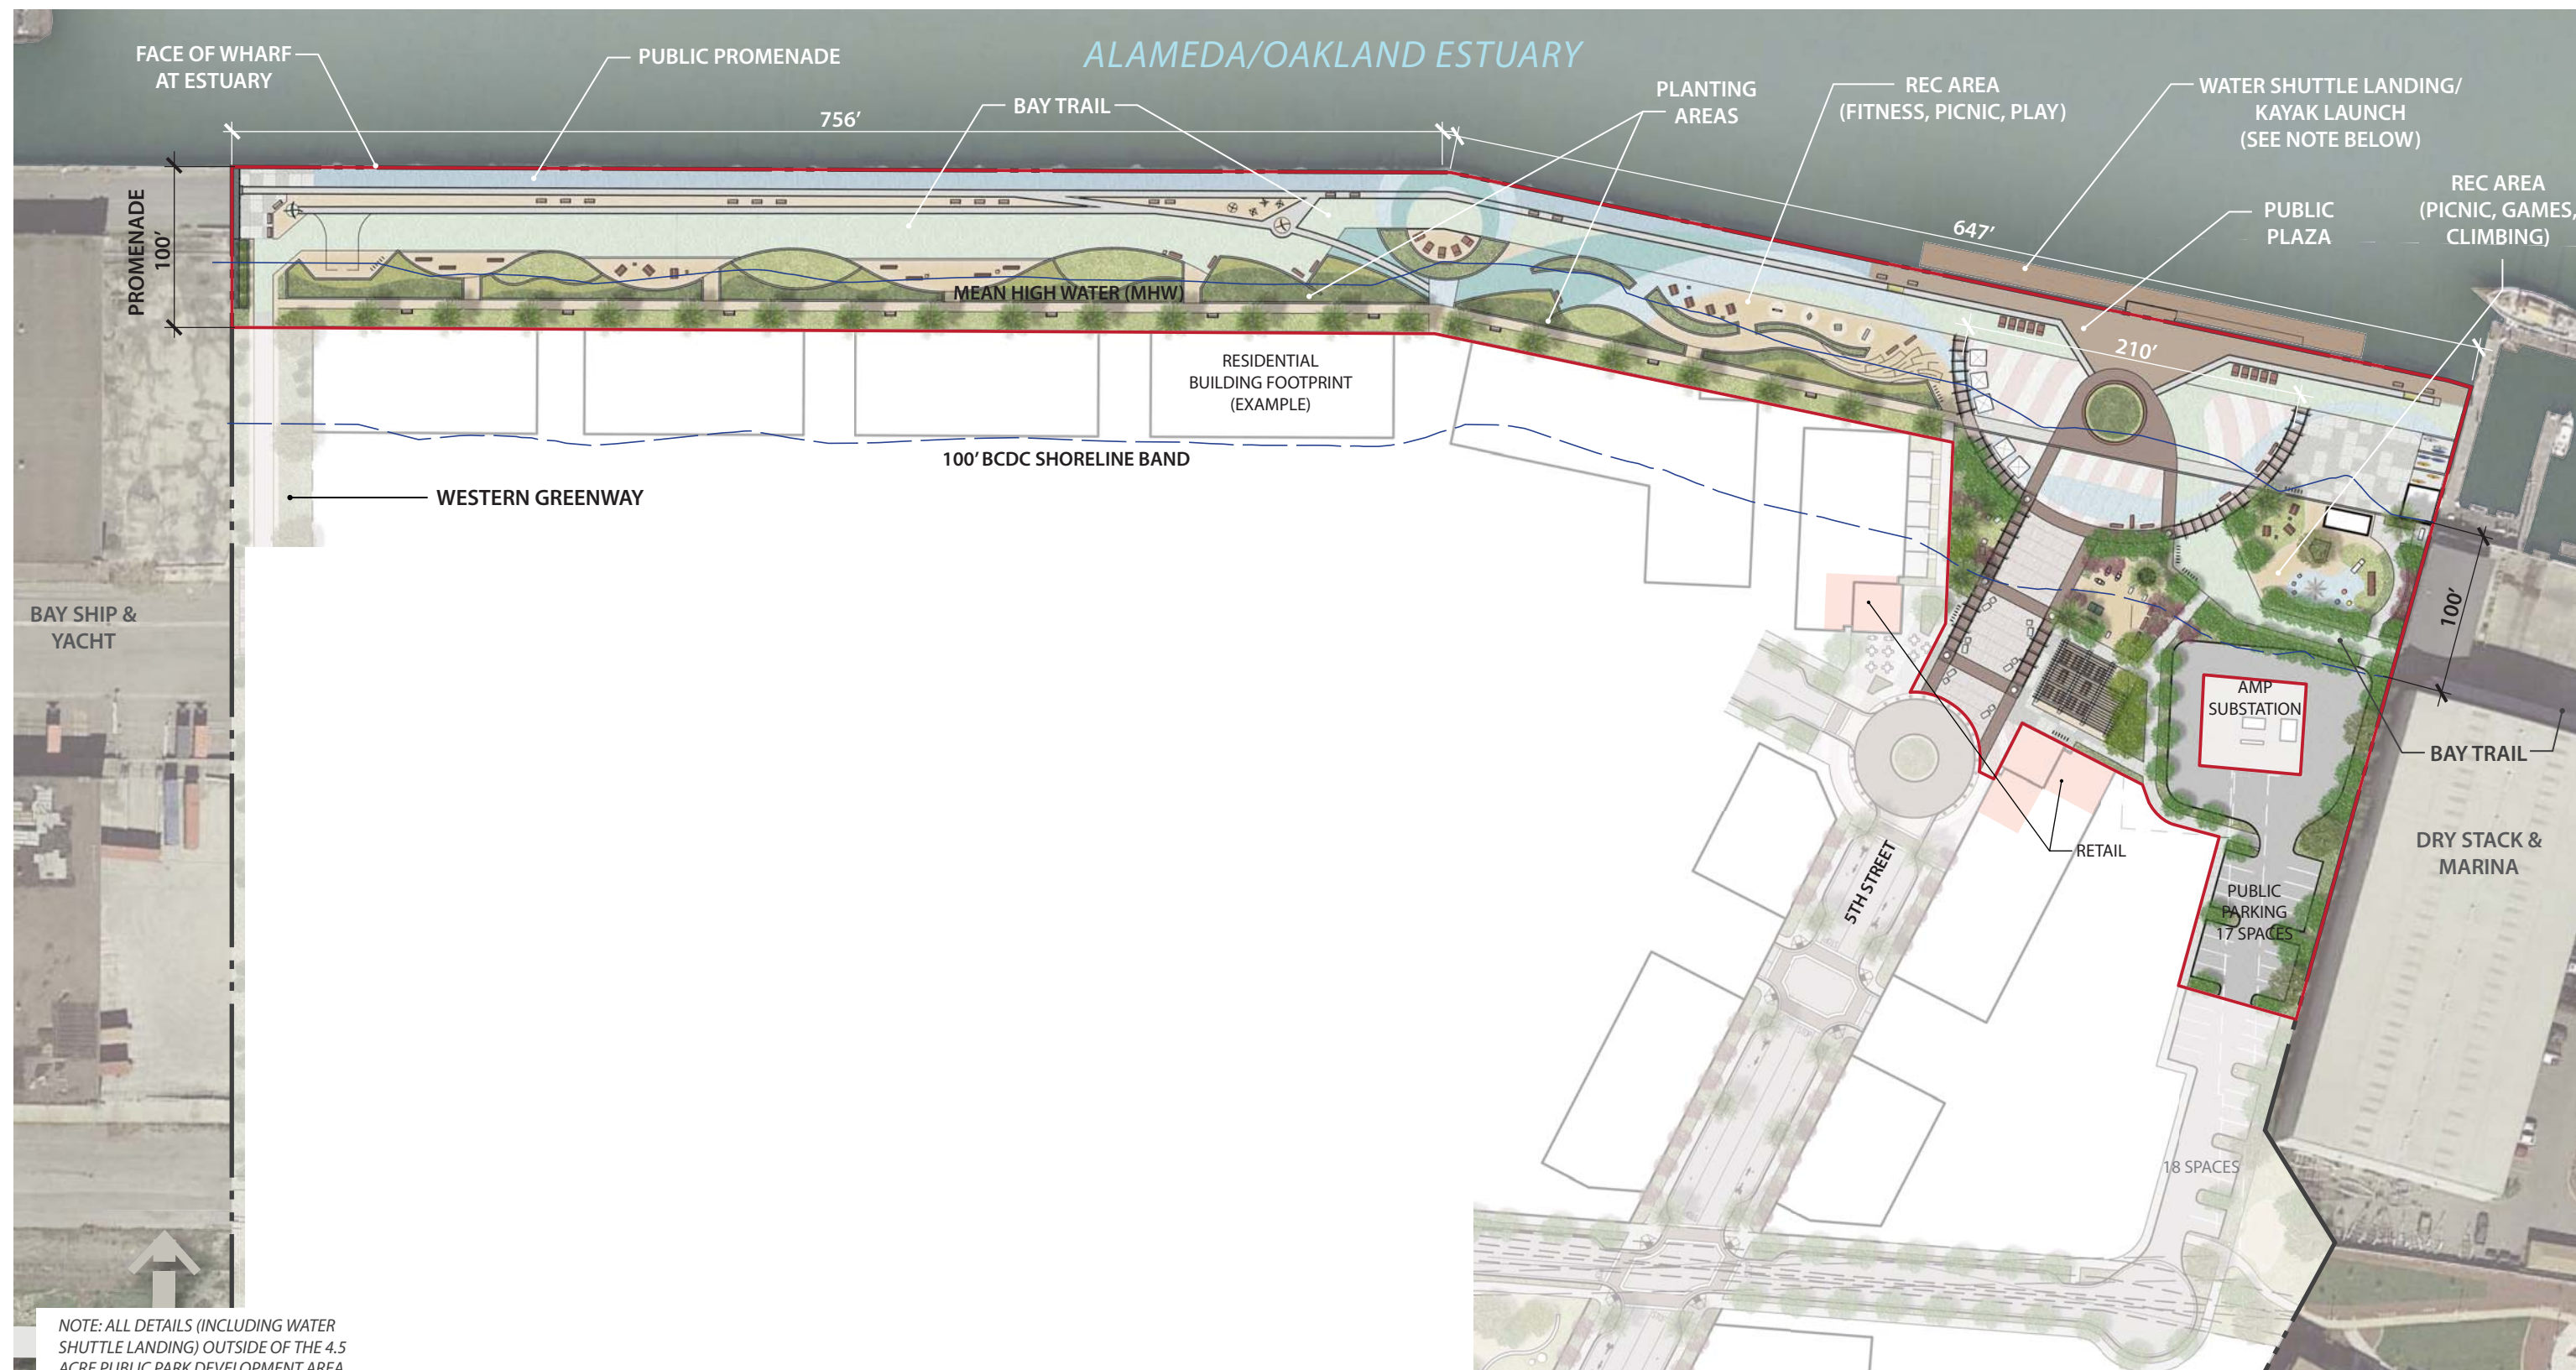 ALAMEDA/OAKLAND ESTUARY
FACE OF WHARF
AT ESTUARY
PUBLIC PROMENADE
BAY TRAIL
756’
PLANTING
AREAS
REC AREA
(FITNESS, PICNIC, PLAY)
WATER SHUTTLE LANDING/
KAYAK LAUNCH
(SEE NOTE BELOW)
REC AREA
(PICNIC, GAMES,
CLIMBING)
PUBLIC
PLAZA
647’
210’
PROMENADE
100’
MEAN HIGH WATER (MHW)
RESIDENTIAL
BUILDING FOOTPRINT
(EXAMPLE)
100’ BCDC SHORELINE BAND
WESTERN GREENWAY
BAY SHIP &
YACHT
100’
AMP
SUBSTATION
BAY TRAIL
RETAIL
DRY STACK &
MARINA
5TH STREET
PUBLIC
PARKING
17 SPACES
18 SPACES
NOTE: ALL DETAILS (INCLUDING WATER
SHUTTLE LANDING) OUTSIDE OF THE 4.5
ACRE PUBLIC PARK DEVELOPMENT AREA